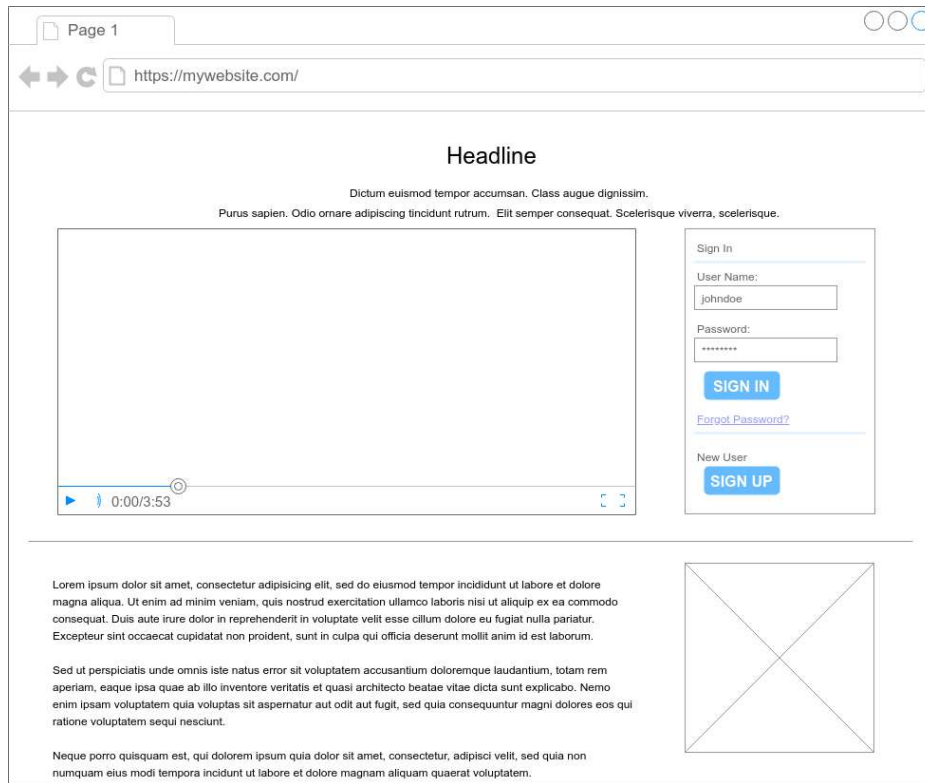 Page 1
https://mywebsite.com/
Headline
Dictum euismod tempor accumsan. Class augue dignissim.
Purus sapien. Odio ornare adipiscing tincidunt rutrum.  Elit semper consequat. Scelerisque viverra, scelerisque.
Sign In
User Name:
johndoe
Password:
********
SIGN IN
Forgot Password?
New User
SIGN UP
0:00/3:53
Lorem ipsum dolor sit amet, consectetur adipisicing elit, sed do eiusmod tempor incididunt ut labore et dolore
magna aliqua. Ut enim ad minim veniam, quis nostrud exercitation ullamco laboris nisi ut aliquip ex ea commodo
consequat. Duis aute irure dolor in reprehenderit in voluptate velit esse cillum dolore eu fugiat nulla pariatur.
Excepteur sint occaecat cupidatat non proident, sunt in culpa qui officia deserunt mollit anim id est laborum.
Sed ut perspiciatis unde omnis iste natus error sit voluptatem accusantium doloremque laudantium, totam rem
aperiam, eaque ipsa quae ab illo inventore veritatis et quasi architecto beatae vitae dicta sunt explicabo. Nemo
enim ipsam voluptatem quia voluptas sit aspernatur aut odit aut fugit, sed quia consequuntur magni dolores eos qui
ratione voluptatem sequi nesciunt.
Neque porro quisquam est, qui dolorem ipsum quia dolor sit amet, consectetur, adipisci velit, sed quia non
numquam eius modi tempora incidunt ut labore et dolore magnam aliquam quaerat voluptatem.